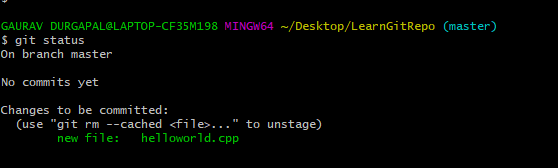 $
GAURAV DURGAPAL@LAPTOP-CF35M198 MINGW64 ~/Desktop/LearnGitRepo (master)
$ git status
On branch master
No commits yet
Changes to be committed:
  (use "git rm --cached <file>..." to unstage)
        new file:   helloworld.cpp